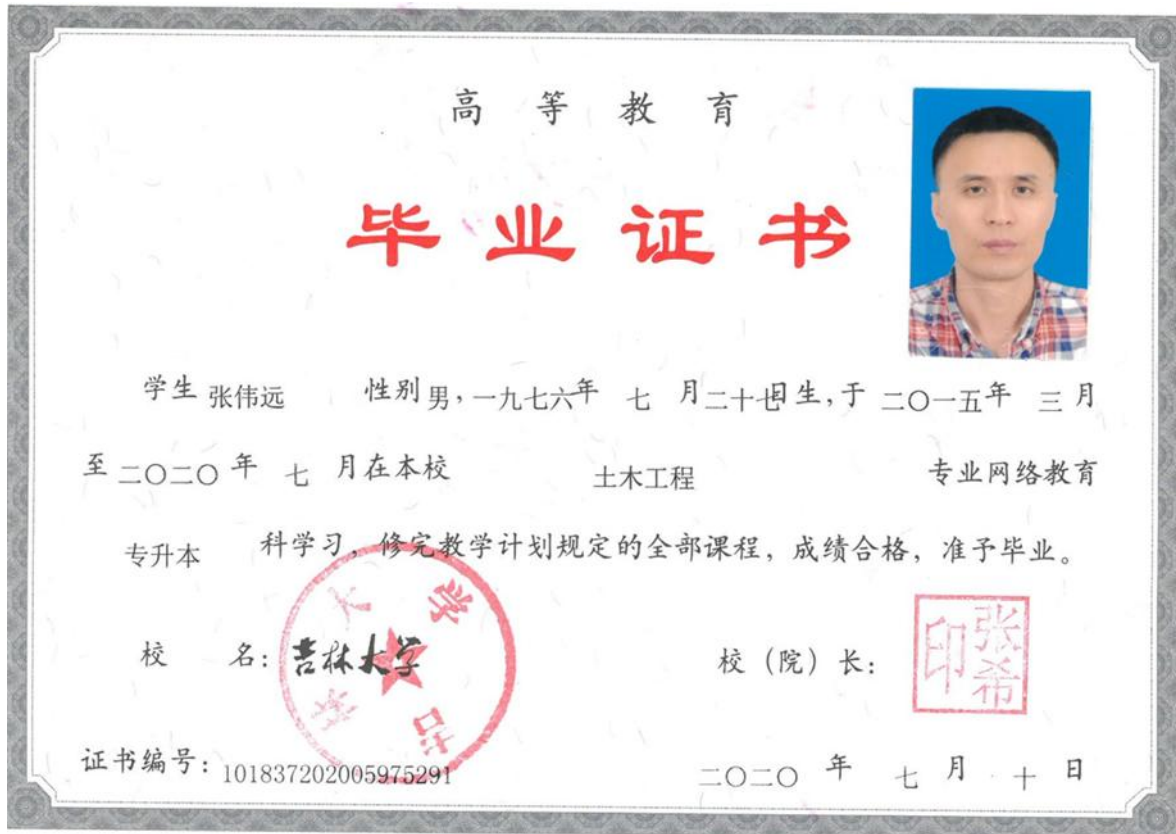 高等教育
毕业证书
学生 张伟远 性别 男，一九七六年 七 月二十七日生，于 二〇一五年 三 月
至 二〇二〇 年 七 月在本校 土木工程 专业网络教育
专升本 科学习，修完教学计划规定的全部课程，成绩合格，准予毕业。
校 名：吉林大学 校（院）长：
吉林大学
张希印
证书编号：101837202005975291 二〇二〇 年 七 月 十 日